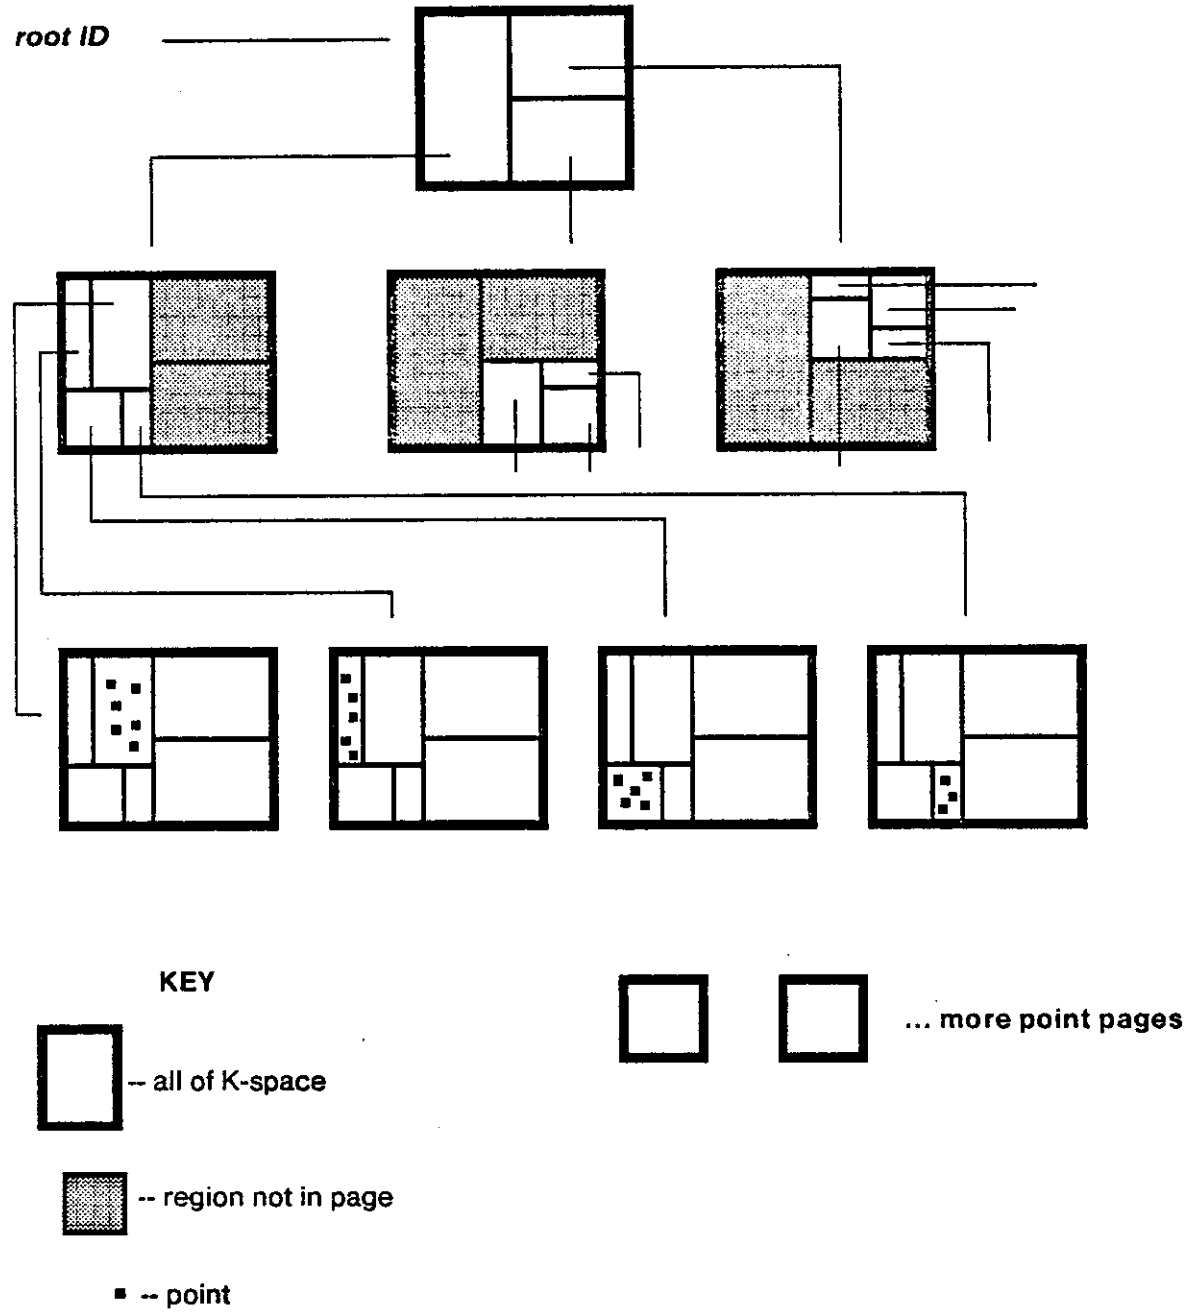 root ID
KEY
... more point pages
-- all of K-space
-- region not in page
-- point